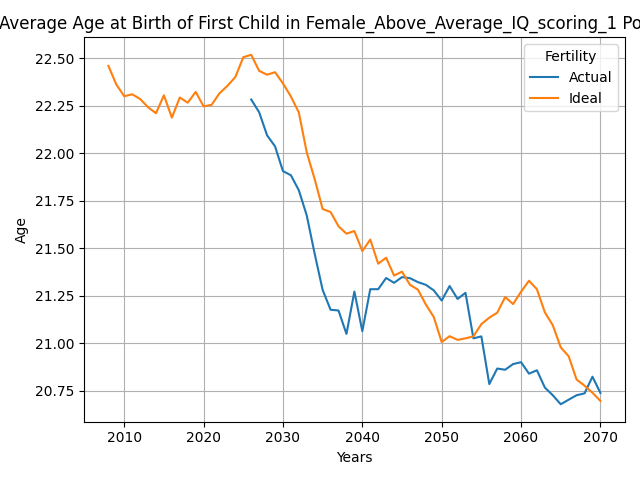 Average Age at Birth of First Child in Female_Above_Average_IQ_scoring_1 Po
Fertility
Actual
Ideal
22.50
22.25
22.00
21.75
21.50
21.25
21.00
20.75
Age
2010 2020 2030 2040 2050 2060 2070
Years